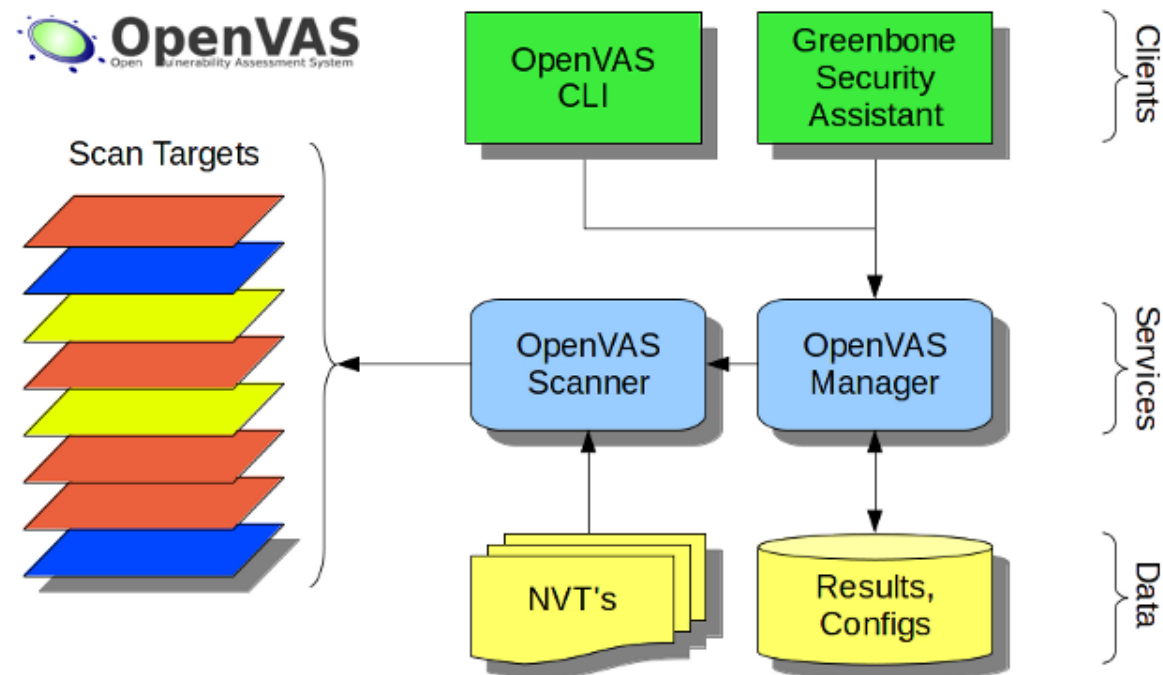 OpenVAS
Open Vulnerability Assessment System
OpenVAS
CLI
Greenbone
Security
Assistant
Clients
Scan Targets
OpenVAS
Scanner
OpenVAS
Manager
Services
NVT's
Results,
Configs
Data